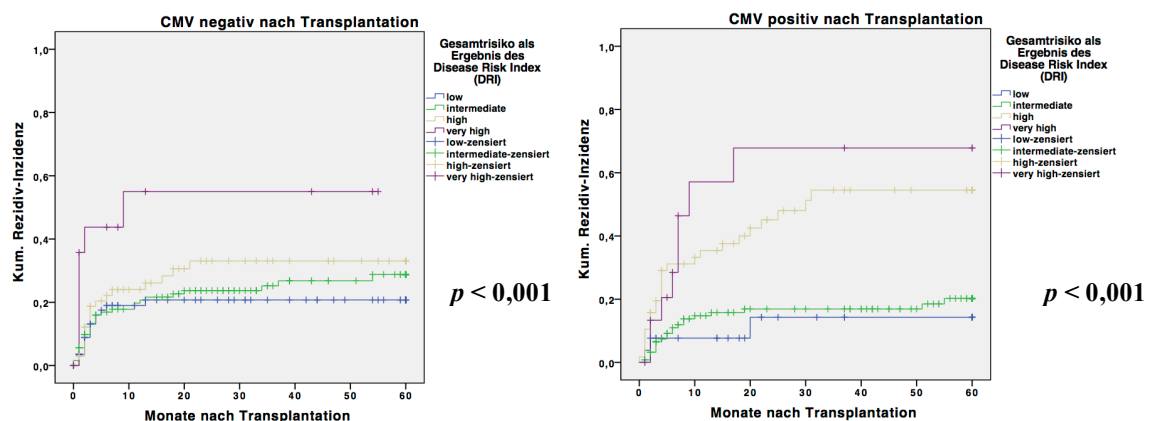 CMV negativ nach Transplantation
Kum. Rezidiv-Inzidenz
1,0
0,8
0,6
0,4
0,2
0,0
0 10 20 30 40 50 60
Monate nach Transplantation
Gesamtrisiko als
Ergebnis des
Disease Risk Index
(DRI)
low
intermediate
high
very high
low-zensiert
intermediate-zensiert
high-zensiert
very high-zensiert
p < 0,001
CMV positiv nach Transplantation
Kum. Rezidiv-Inzidenz
1,0
0,8
0,6
0,4
0,2
0,0
0 10 20 30 40 50 60
Monate nach Transplantation
Gesamtrisiko als
Ergebnis des
Disease Risk Index
(DRI)
low
intermediate
high
very high
low-zensiert
intermediate-zensiert
high-zensiert
very high-zensiert
p < 0,001